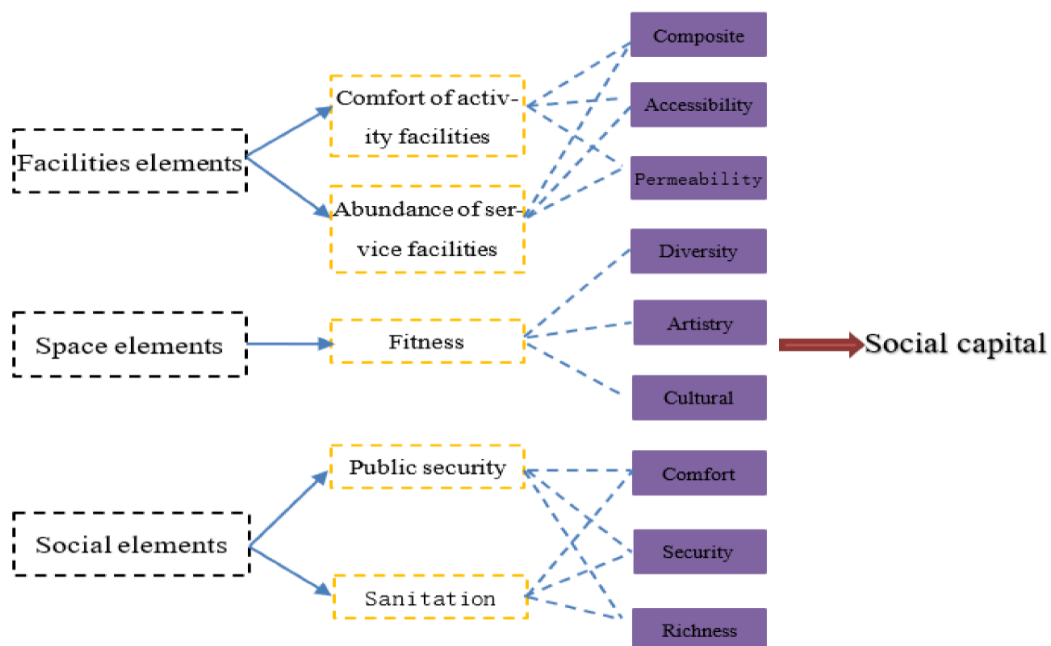 Facilities elements
Comfort of activ-
ity facilities
Abundance of ser-
vice facilities
Composite
Accessibility
Permeability
Space elements
Fitness
Diversity
Artistry
Cultural
Social elements
Public security
Sanitation
Comfort
Security
Richness
Social capital